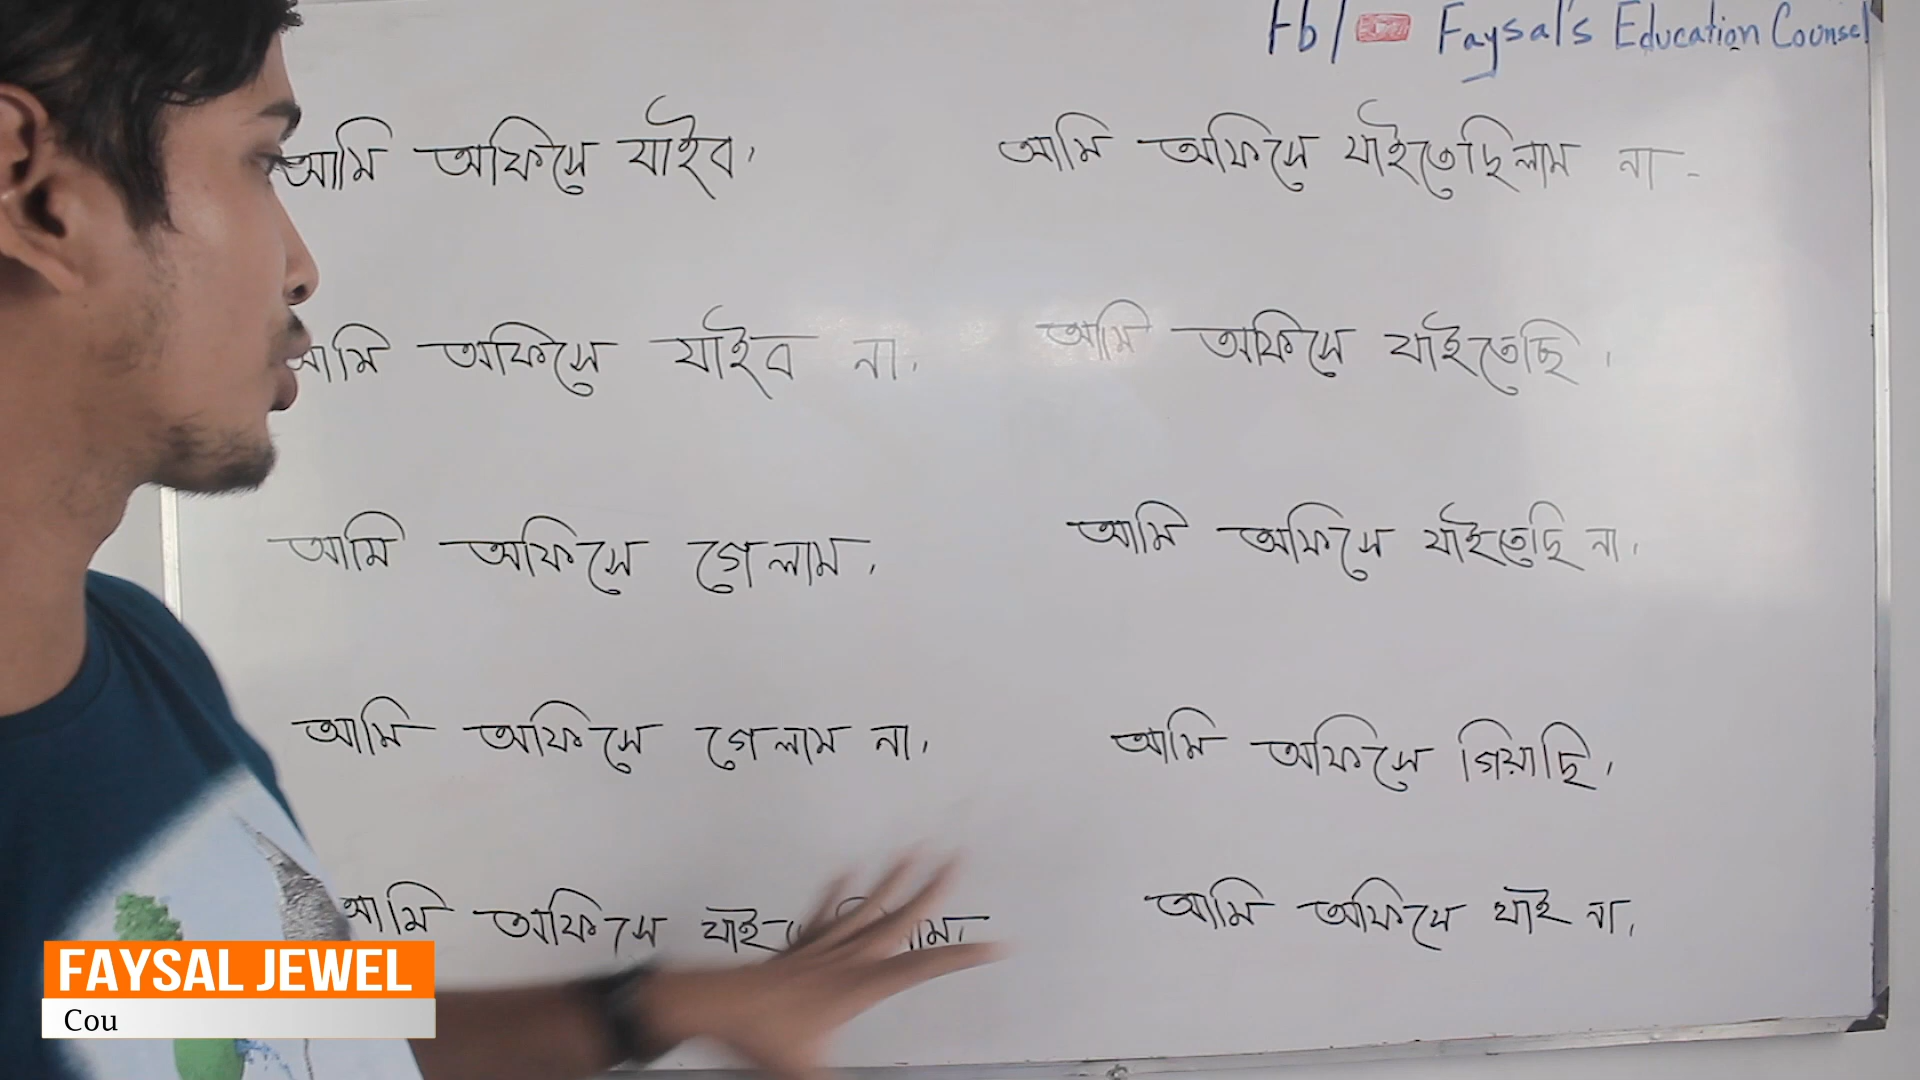 Fb / Faysal's Education Counsel
আমি অফিসে যাইব।
আমি অফিসে যাইব না।
আমি অফিসে গেলাম।
আমি অফিসে গেলাম না।
আমি অফিসে
আমি অফিসে যাইতেছিলাম না।
আমি অফিসে যাইতেছি।
আমি অফিসে যাইতেছি না।
আমি অফিসে গিয়াছি।
আমি অফিসে যাই না।
FAYSAL JEWEL
Cou